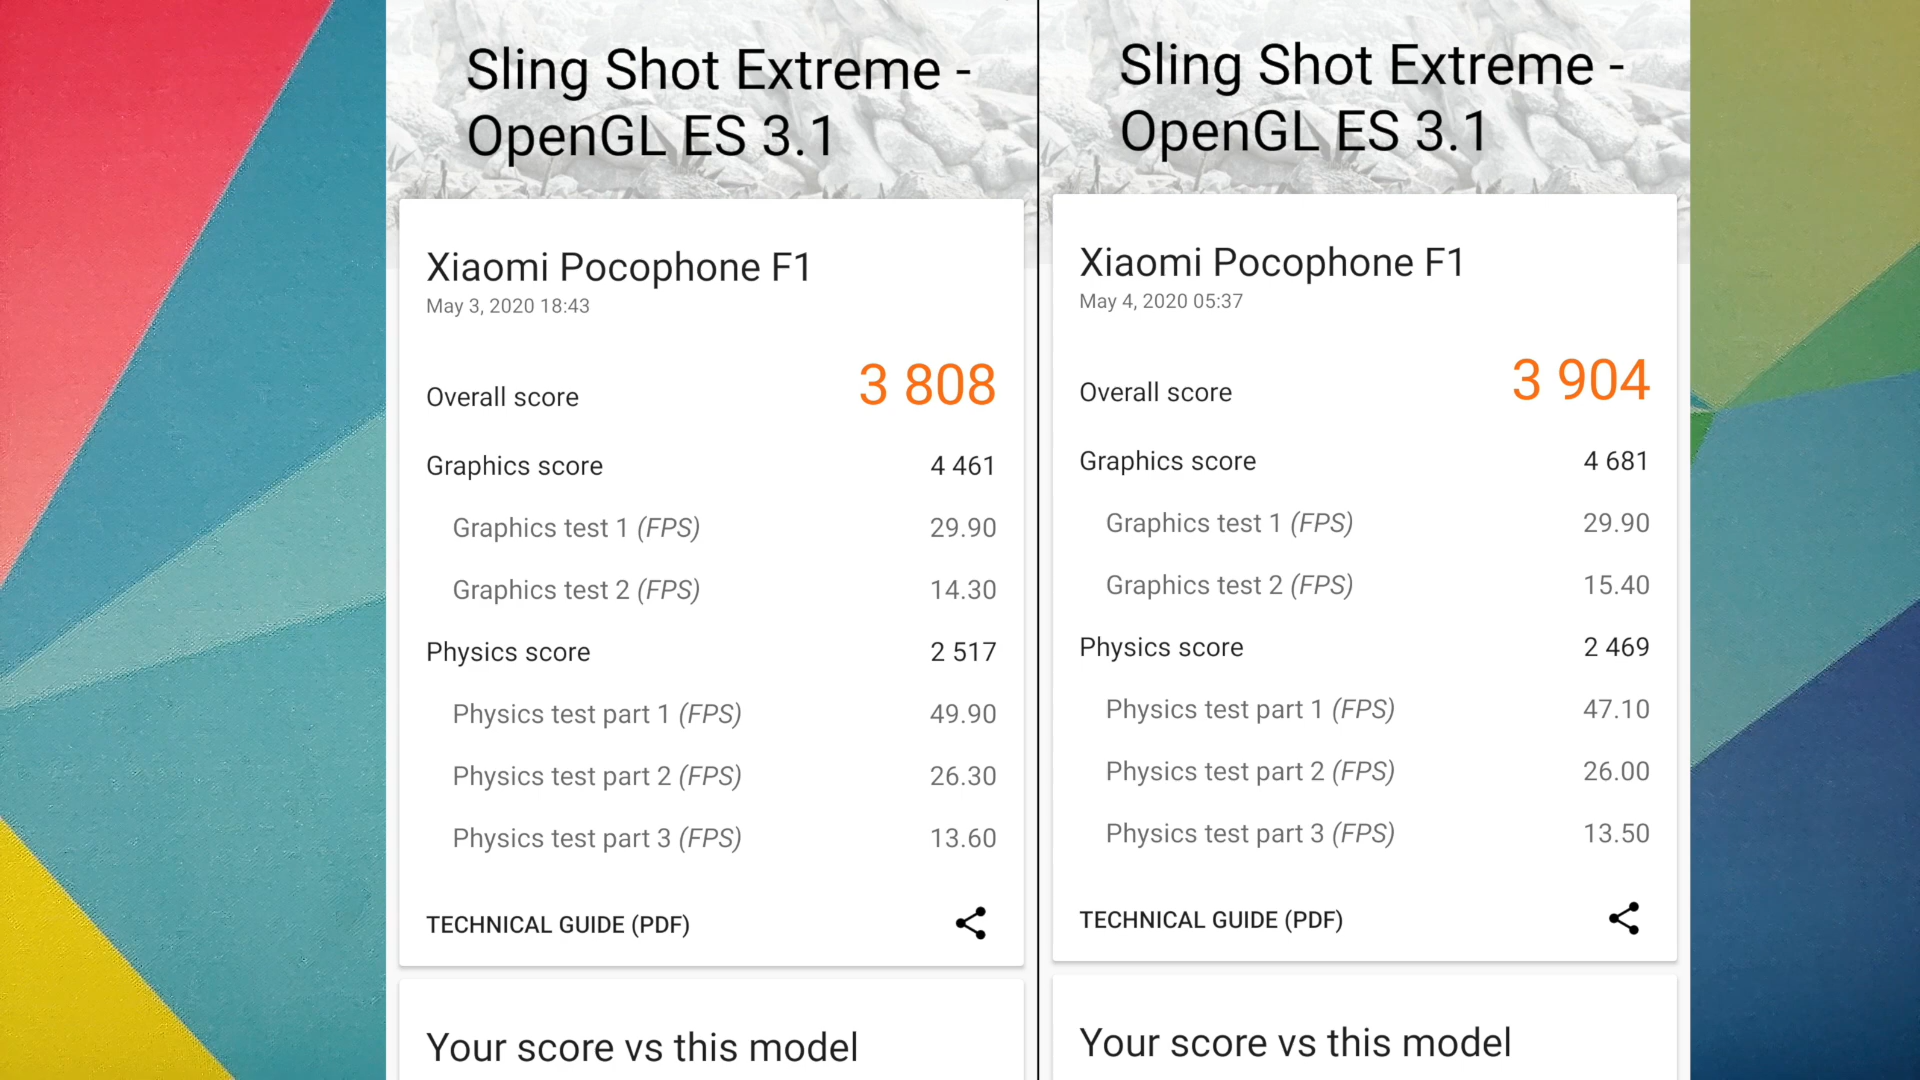 Sling Shot Extreme -
OpenGL ES 3.1
Xiaomi Pocophone F1
May 3, 2020 18:43
Overall score 3 808
Graphics score 4 461
Graphics test 1 (FPS) 29.90
Graphics test 2 (FPS) 14.30
Physics score 2 517
Physics test part 1 (FPS) 49.90
Physics test part 2 (FPS) 26.30
Physics test part 3 (FPS) 13.60
TECHNICAL GUIDE (PDF)
Your score vs this model
Sling Shot Extreme -
OpenGL ES 3.1
Xiaomi Pocophone F1
May 4, 2020 05:37
Overall score 3 904
Graphics score 4 681
Graphics test 1 (FPS) 29.90
Graphics test 2 (FPS) 15.40
Physics score 2 469
Physics test part 1 (FPS) 47.10
Physics test part 2 (FPS) 26.00
Physics test part 3 (FPS) 13.50
TECHNICAL GUIDE (PDF)
Your score vs this model